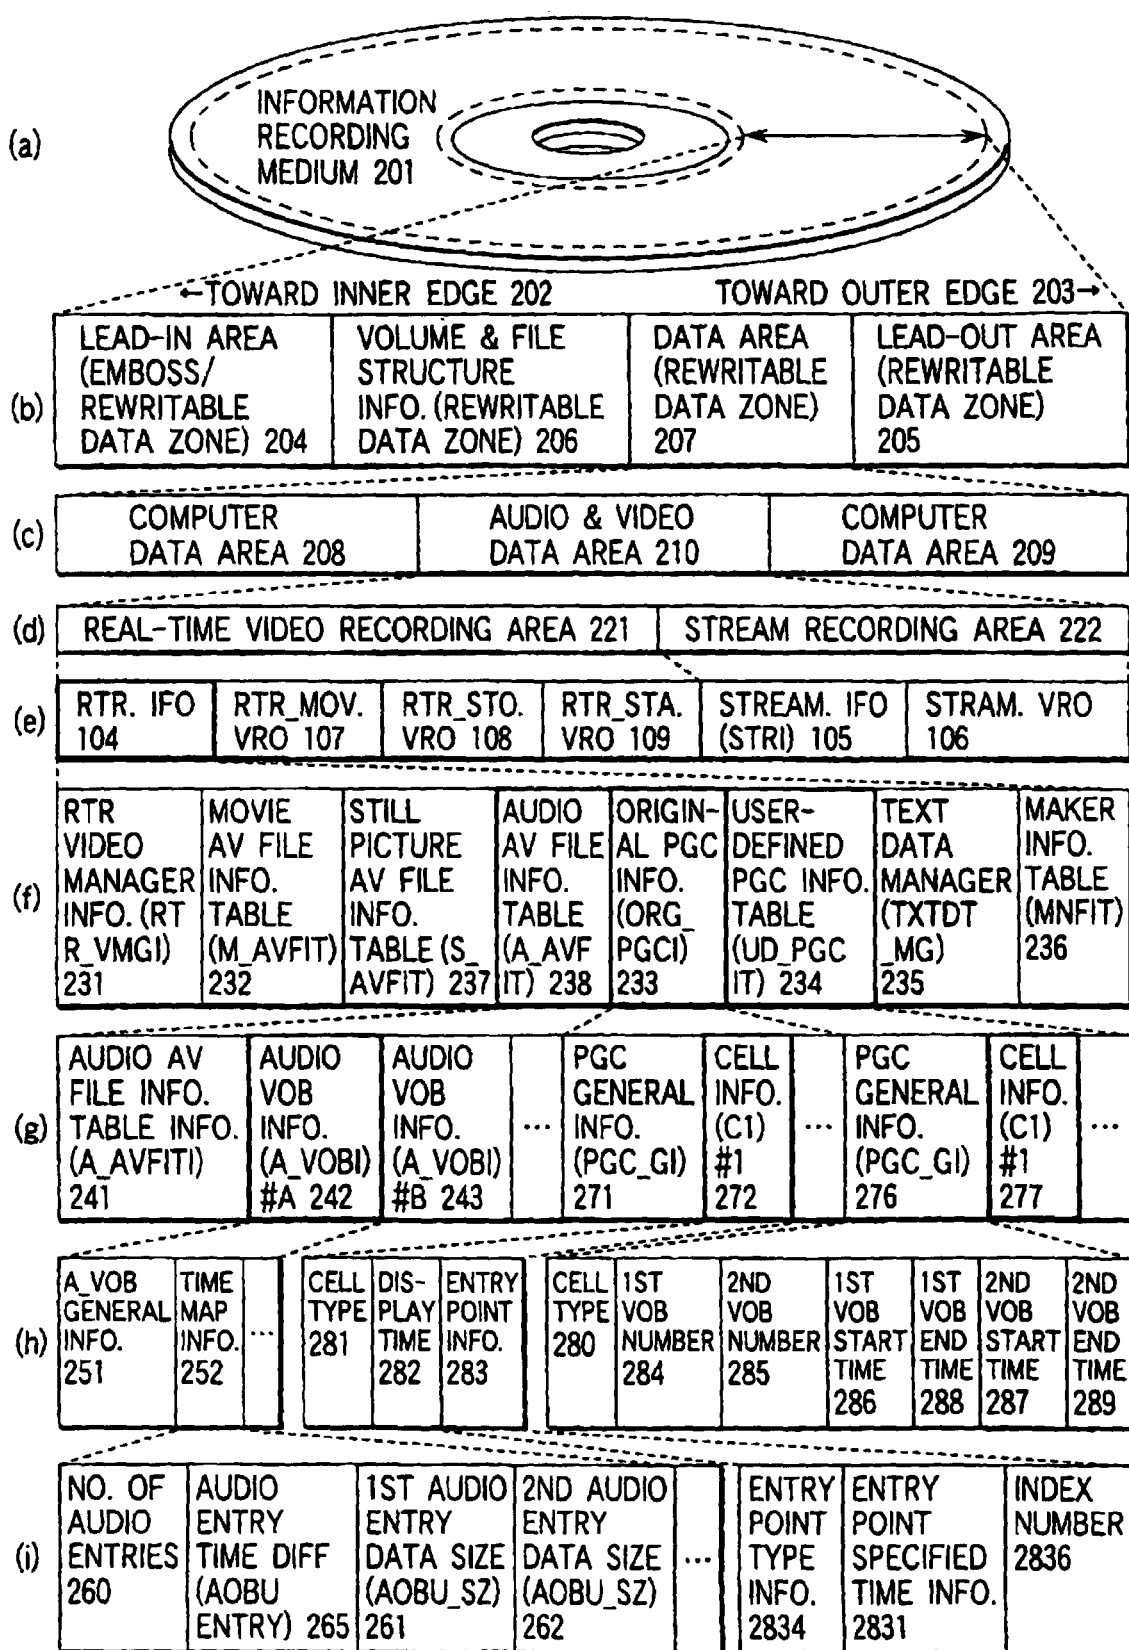 (a)
INFORMATION
RECORDING
MEDIUM 201
←TOWARD INNER EDGE 202
TOWARD OUTER EDGE 203→
(b)
LEAD-IN AREA
(EMBOSS/
REWRITABLE
DATA ZONE) 204
VOLUME & FILE
STRUCTURE
INFO. (REWRITABLE
DATA ZONE) 206
DATA AREA
(REWRITABLE
DATA ZONE)
207
LEAD-OUT AREA
(REWRITABLE
DATA ZONE)
205
(c)
COMPUTER
DATA AREA 208
AUDIO & VIDEO
DATA AREA 210
COMPUTER
DATA AREA 209
(d)
REAL-TIME VIDEO RECORDING AREA 221
STREAM RECORDING AREA 222
(e)
RTR. IFO
104
RTR_MOV.
VRO 107
RTR_STO.
VRO 108
RTR_STA.
VRO 109
STREAM. IFO
(STRI) 105
STRAM. VRO
106
(f)
RTR
VIDEO
MANAGER
INFO. (RT
R_VMGI)
231
MOVIE
AV FILE
INFO.
TABLE
(M_AVFIT)
232
STILL
PICTURE
AV FILE
INFO.
TABLE (S_
AVFIT) 237
AUDIO
AV FILE
INFO.
TABLE
(A_AVF
IT) 238
ORIGIN-
AL PGC
INFO.
(ORG_
PGCI)
233
USER-
DEFINED
PGC INFO.
TABLE
(UD_PGC
IT) 234
TEXT
DATA
MANAGER
(TXTDT
_MG)
235
MAKER
INFO.
TABLE
(MNFIT)
236
(g)
AUDIO AV
FILE INFO.
TABLE INFO.
(A_AVFITI)
241
AUDIO
VOB
INFO.
(A_VOBI)
#A 242
AUDIO
VOB
INFO.
(A_VOBI)
#B 243
...
PGC
GENERAL
INFO.
(PGC_GI)
271
CELL
INFO.
(C1)
#1
272
...
PGC
GENERAL
INFO.
(PGC_GI)
276
CELL
INFO.
(C1)
#1
277
...
(h)
A_VOB
GENERAL
INFO.
251
TIME
MAP
INFO.
252
...
CELL
TYPE
281
DIS-
PLAY
TIME
282
ENTRY
POINT
INFO.
283
CELL
TYPE
280
1ST
VOB
NUMBER
284
2ND
VOB
NUMBER
285
1ST
VOB
START
TIME
286
1ST
VOB
END
TIME
288
2ND
VOB
START
TIME
287
2ND
VOB
END
TIME
289
(i)
NO. OF
AUDIO
ENTRIES
260
AUDIO
ENTRY
TIME DIFF
(AOBU
ENTRY) 265
1ST AUDIO
ENTRY
DATA SIZE
(AOBU_SZ)
261
2ND AUDIO
ENTRY
DATA SIZE
(AOBU_SZ)
262
...
ENTRY
POINT
TYPE
INFO.
2834
ENTRY
POINT
SPECIFIED
TIME INFO.
2831
INDEX
NUMBER
2836